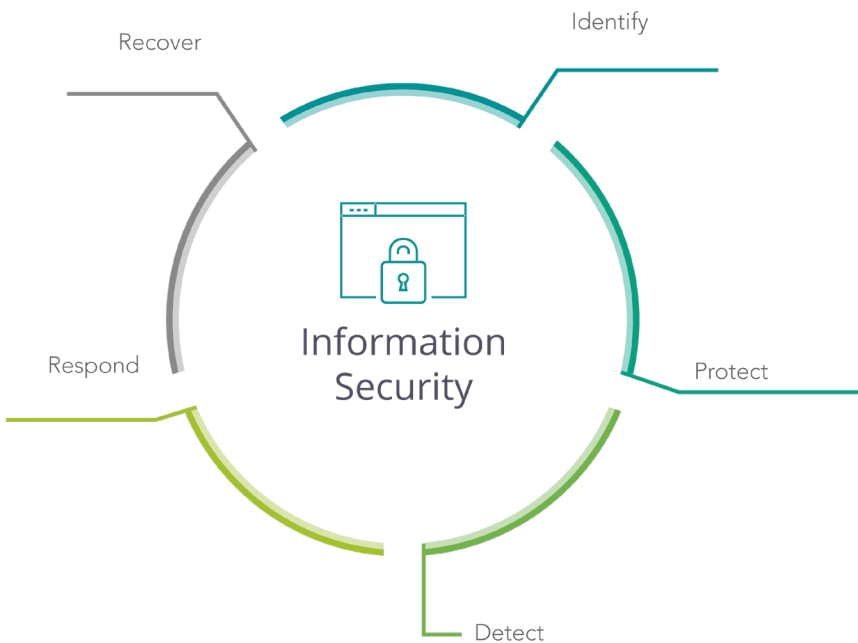 Identify
Recover
Information
Security
Respond
Protect
Detect